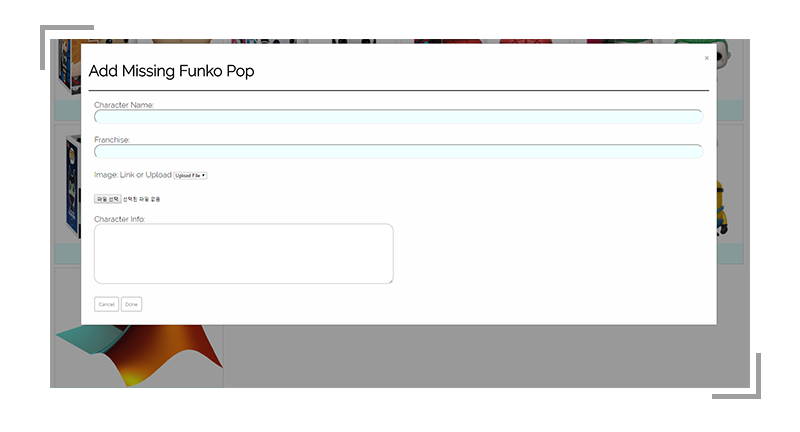 ×
Add Missing Funko Pop
Character Name:
Franchise:
Image: Link or Upload Upload File ▾
파일 선택 선택된 파일 없음
Character Info:
Cancel Done